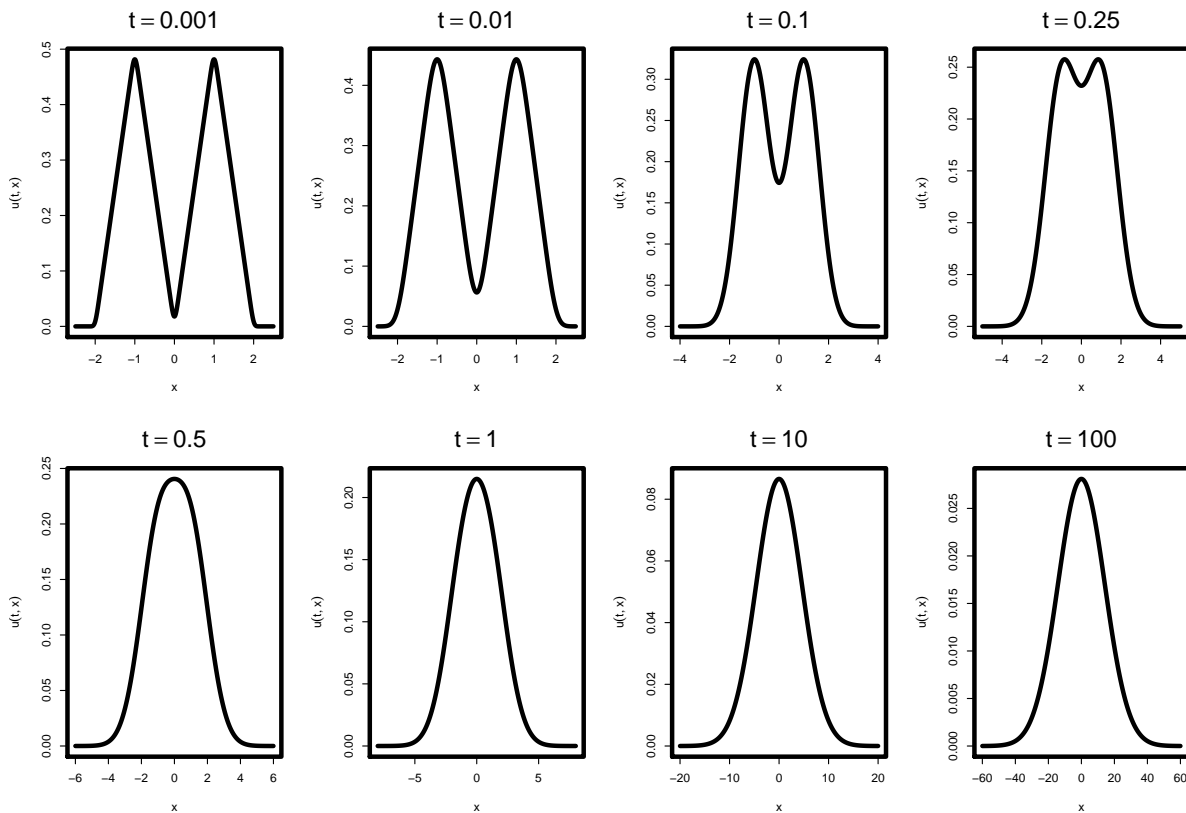 t = 0.001
u(t, x)
0.0 0.1 0.2 0.3 0.4 0.5
−2 −1 0 1 2
x
t = 0.01
u(t, x)
0.0 0.1 0.2 0.3 0.4
−2 −1 0 1 2
x
t = 0.1
u(t, x)
0.00 0.05 0.10 0.15 0.20 0.25 0.30
−4 −2 0 2 4
x
t = 0.25
u(t, x)
0.00 0.05 0.10 0.15 0.20 0.25
−4 −2 0 2 4
x
t = 0.5
u(t, x)
0.00 0.05 0.10 0.15 0.20 0.25
−6 −4 −2 0 2 4 6
x
t = 1
u(t, x)
0.00 0.05 0.10 0.15 0.20
−5 0 5
x
t = 10
u(t, x)
0.00 0.02 0.04 0.06 0.08
−20 −10 0 10 20
x
t = 100
u(t, x)
0.000 0.005 0.010 0.015 0.020 0.025
−60 −40 −20 0 20 40 60
x